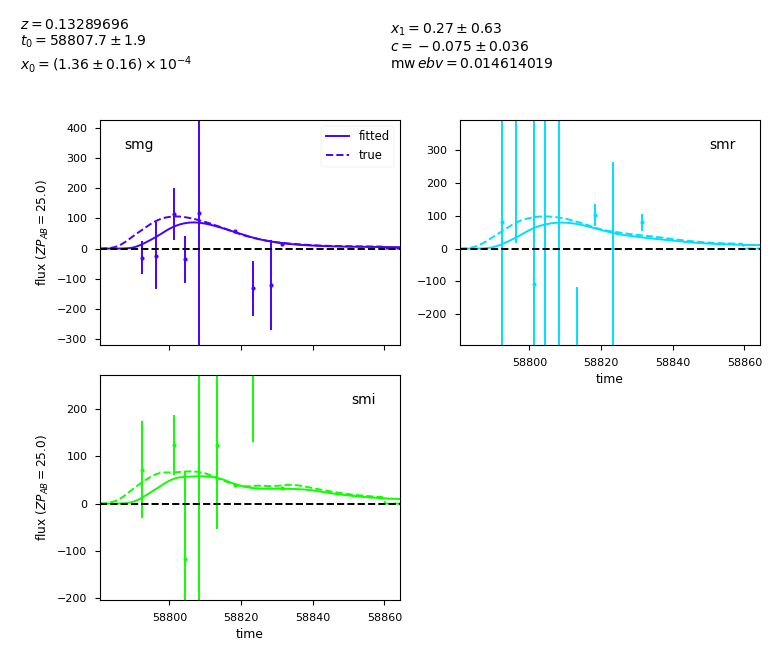 z = 0.13289696
t₀ = 58807.7 ± 1.9
x₀ = (1.36 ± 0.16) × 10⁻⁴
x₁ = 0.27 ± 0.63
c = −0.075 ± 0.036
mw ebv = 0.014614019
smg
fitted
true
400
300
200
100
0
−100
−200
−300
flux (ZP_AB = 25.0)
smr
300
200
100
0
−100
−200
58800
58820
58840
58860
time
smi
200
100
0
−100
−200
flux (ZP_AB = 25.0)
58800
58820
58840
58860
time